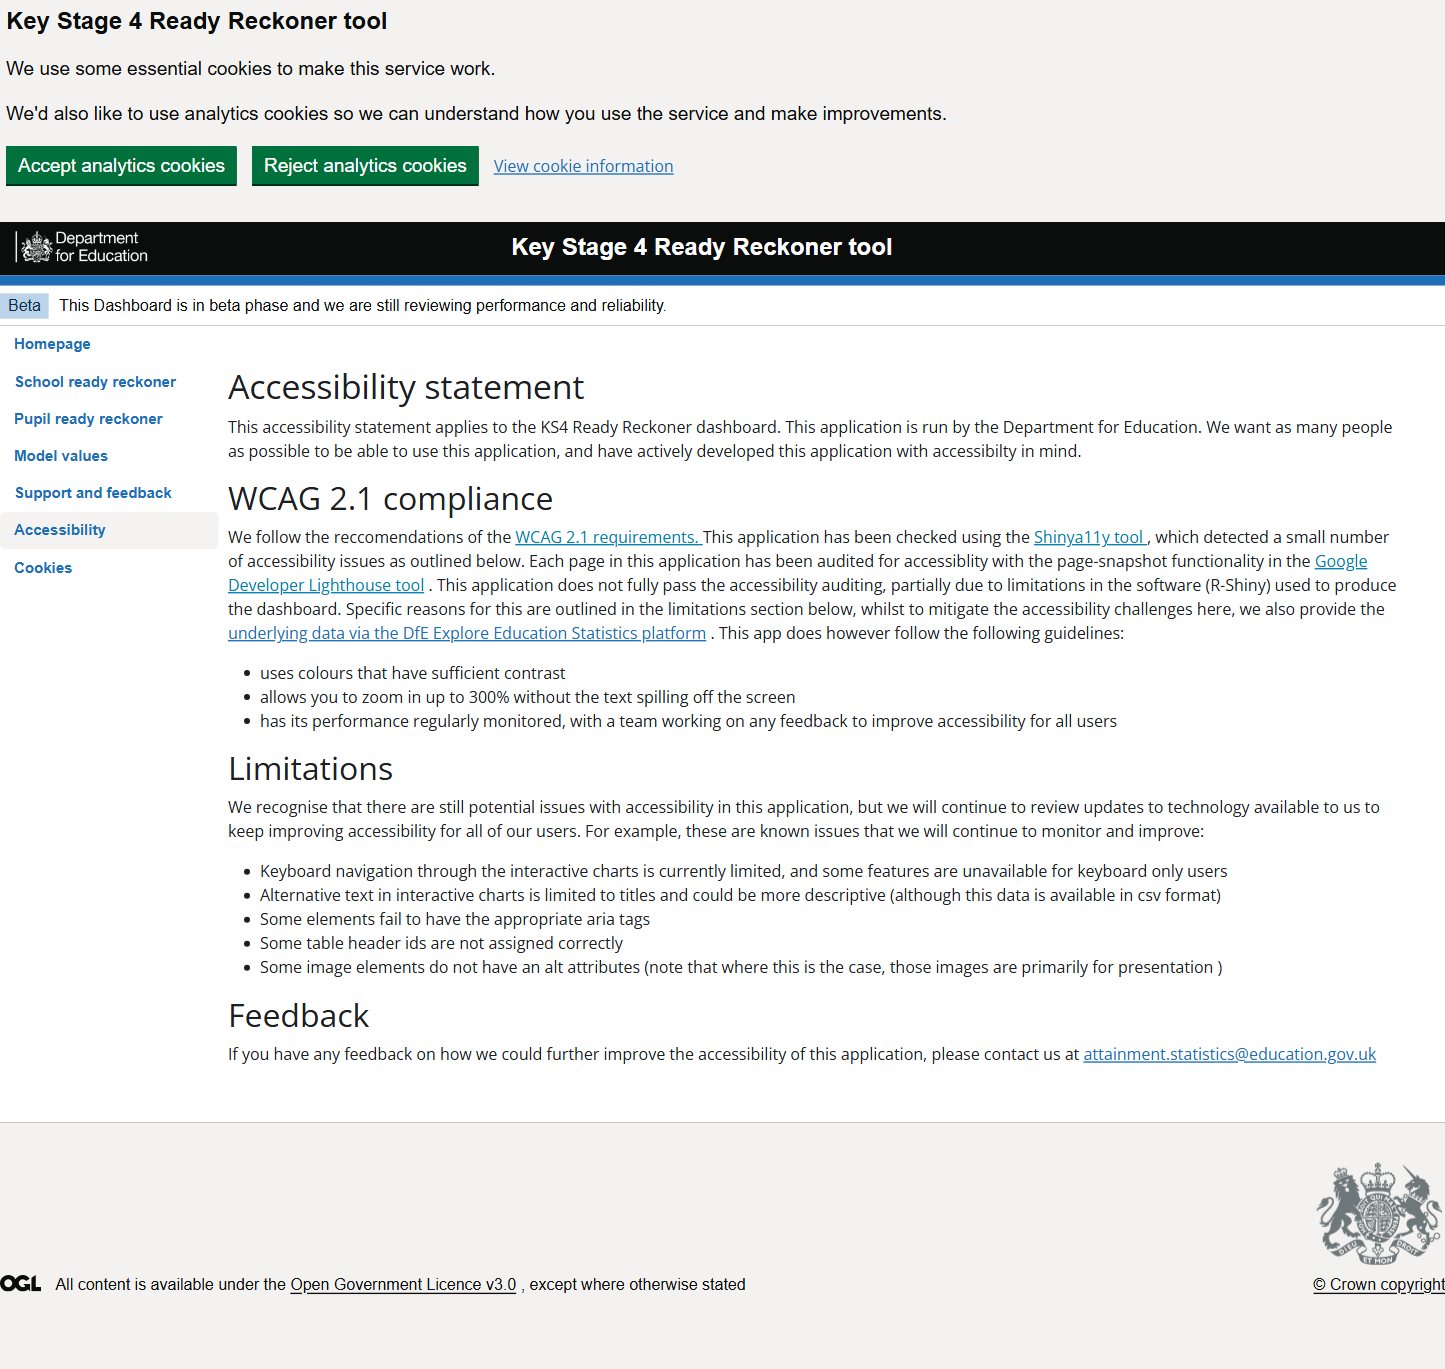 Key Stage 4 Ready Reckoner tool
We use some essential cookies to make this service work.
We'd also like to use analytics cookies so we can understand how you use the service and make improvements.
Accept analytics cookies Reject analytics cookies View cookie information
Department
for Education
Key Stage 4 Ready Reckoner tool
Beta This Dashboard is in beta phase and we are still reviewing performance and reliability.
Homepage
School ready reckoner
Pupil ready reckoner
Model values
Support and feedback
Accessibility
Cookies
Accessibility statement
This accessibility statement applies to the KS4 Ready Reckoner dashboard. This application is run by the Department for Education. We want as many people
as possible to be able to use this application, and have actively developed this application with accessibilty in mind.
WCAG 2.1 compliance
We follow the reccomendations of the WCAG 2.1 requirements. This application has been checked using the Shinya11y tool , which detected a small number
of accessibility issues as outlined below. Each page in this application has been audited for accessiblity with the page-snapshot functionality in the Google
Developer Lighthouse tool . This application does not fully pass the accessibility auditing, partially due to limitations in the software (R-Shiny) used to produce
the dashboard. Specific reasons for this are outlined in the limitations section below, whilst to mitigate the accessibility challenges here, we also provide the
underlying data via the DfE Explore Education Statistics platform . This app does however follow the following guidelines:
• uses colours that have sufficient contrast
• allows you to zoom in up to 300% without the text spilling off the screen
• has its performance regularly monitored, with a team working on any feedback to improve accessibility for all users
Limitations
We recognise that there are still potential issues with accessibility in this application, but we will continue to review updates to technology available to us to
keep improving accessibility for all of our users. For example, these are known issues that we will continue to monitor and improve:
• Keyboard navigation through the interactive charts is currently limited, and some features are unavailable for keyboard only users
• Alternative text in interactive charts is limited to titles and could be more descriptive (although this data is available in csv format)
• Some elements fail to have the appropriate aria tags
• Some table header ids are not assigned correctly
• Some image elements do not have an alt attributes (note that where this is the case, those images are primarily for presentation )
Feedback
If you have any feedback on how we could further improve the accessibility of this application, please contact us at attainment.statistics@education.gov.uk
DIEU ET MON DROIT
OGL All content is available under the Open Government Licence v3.0 , except where otherwise stated
© Crown copyright